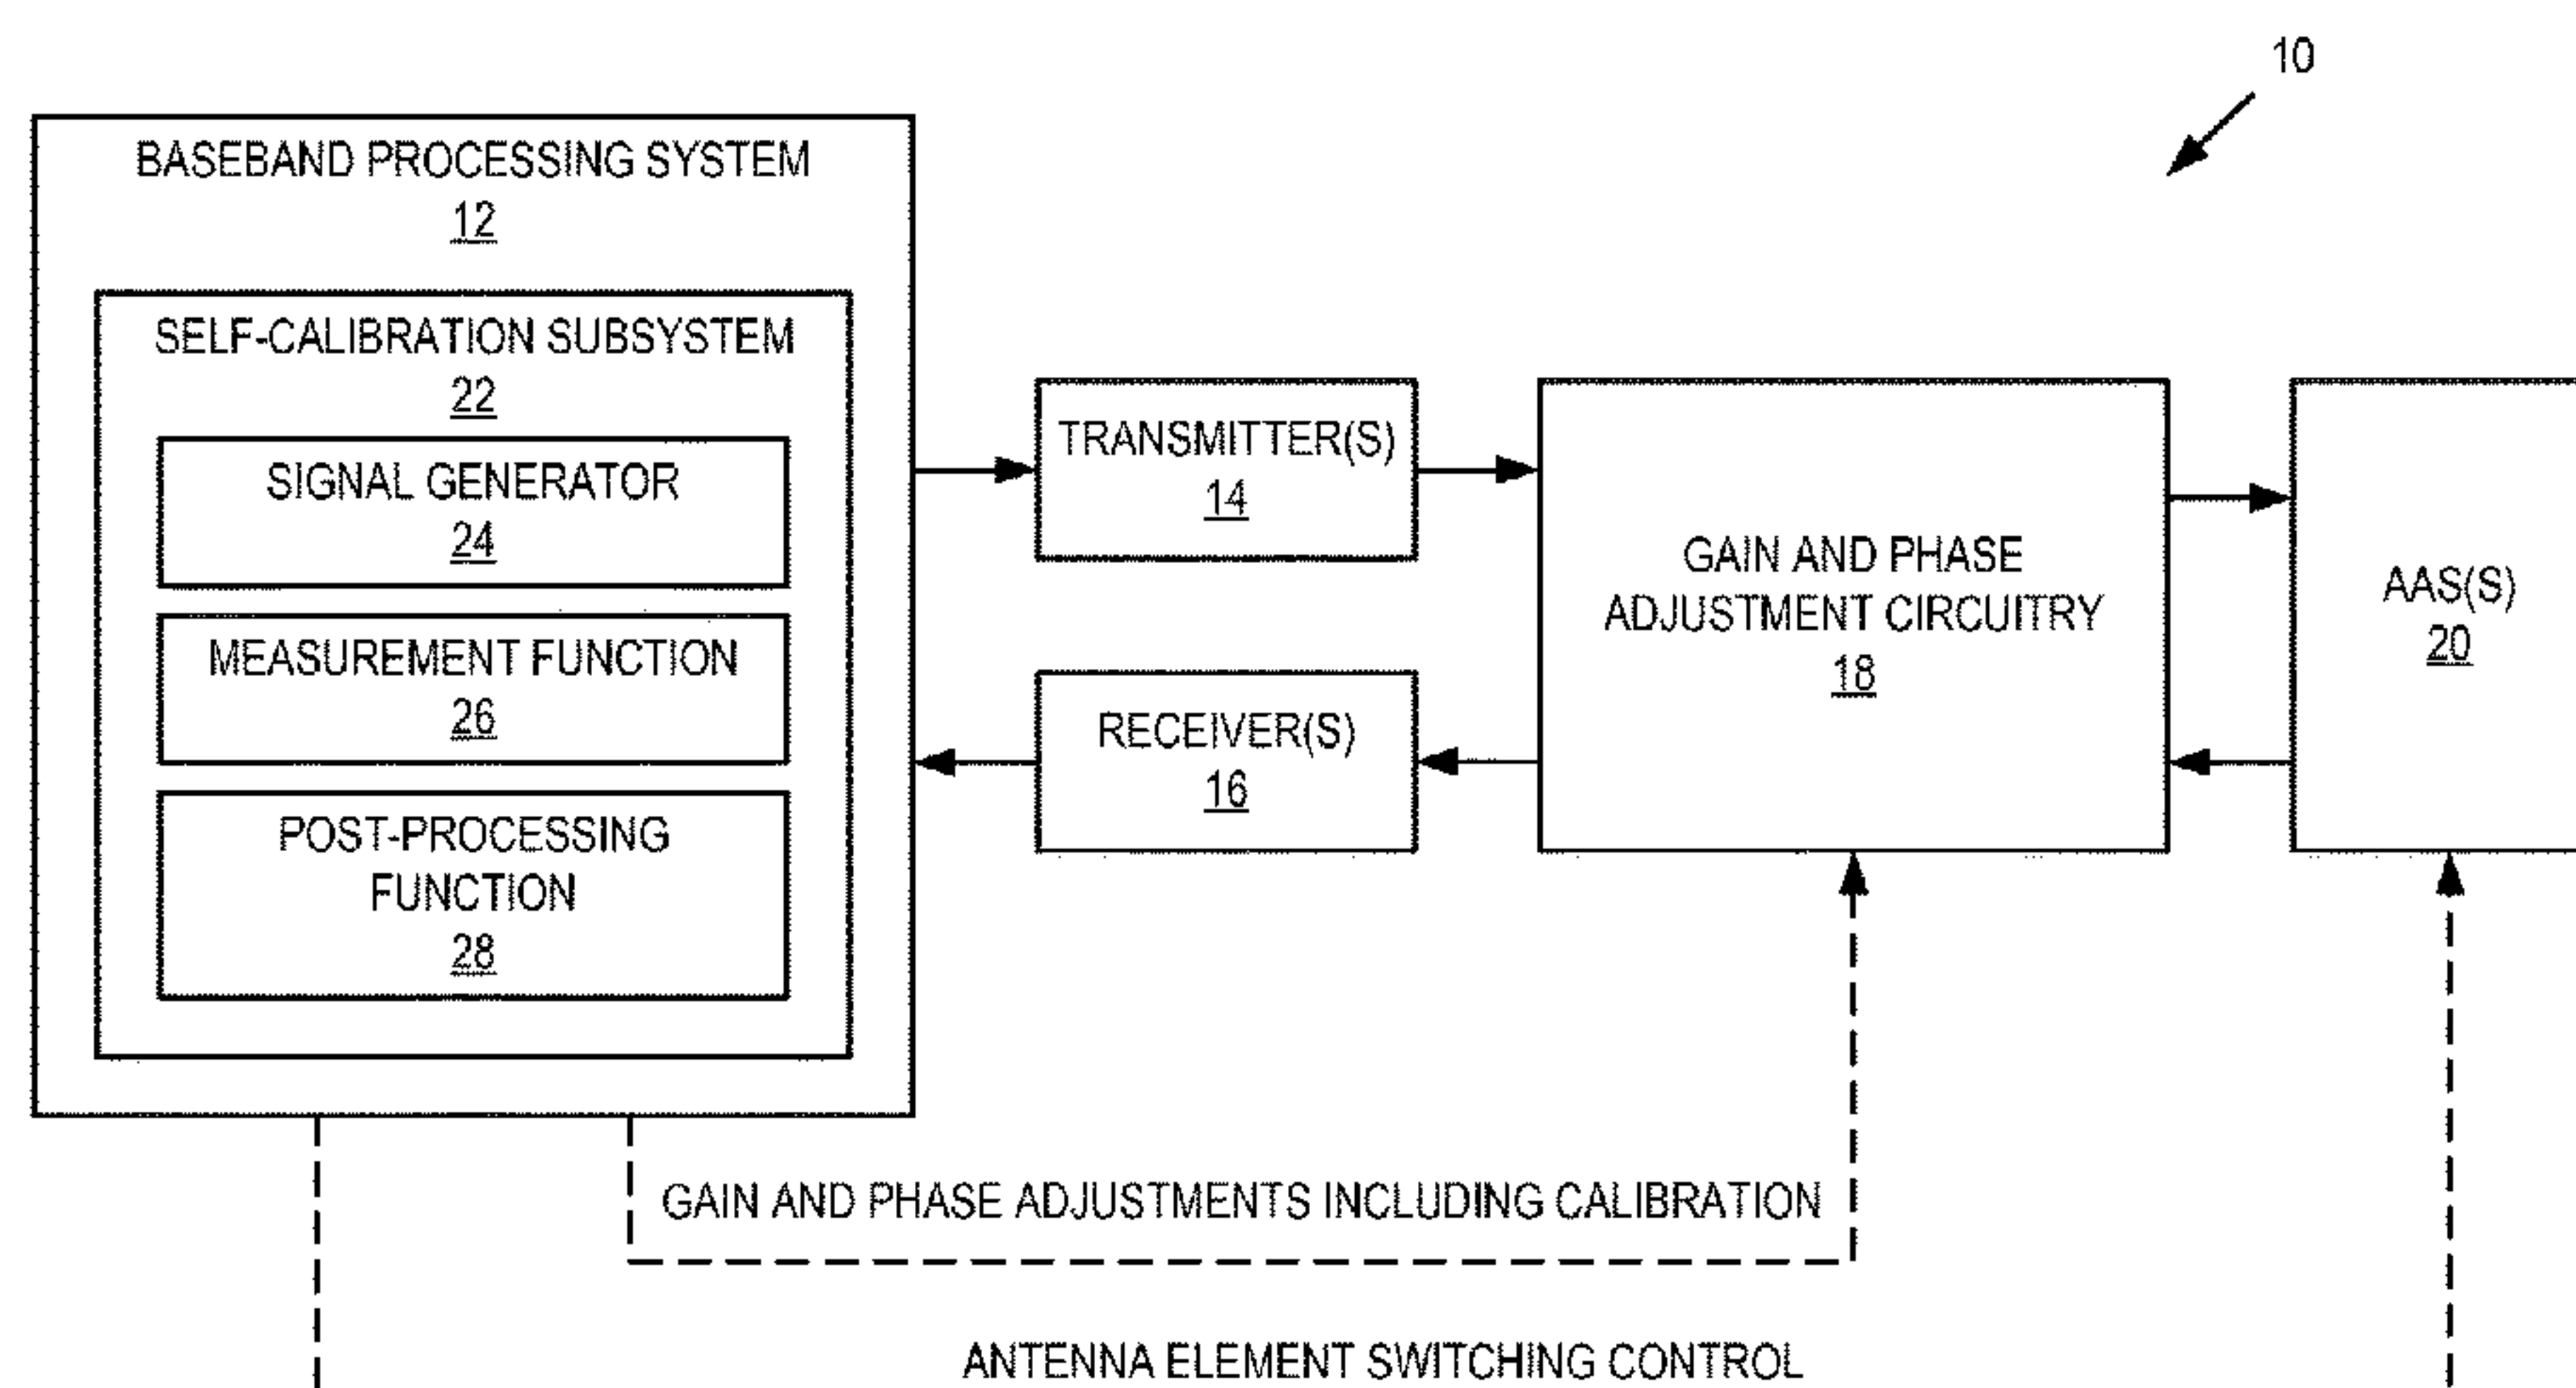 10
BASEBAND PROCESSING SYSTEM
12
SELF-CALIBRATION SUBSYSTEM
22
SIGNAL GENERATOR
24
MEASUREMENT FUNCTION
26
POST-PROCESSING
FUNCTION
28
TRANSMITTER(S)
14
RECEIVER(S)
16
GAIN AND PHASE
ADJUSTMENT CIRCUITRY
18
AAS(S)
20
GAIN AND PHASE ADJUSTMENTS INCLUDING CALIBRATION
ANTENNA ELEMENT SWITCHING CONTROL